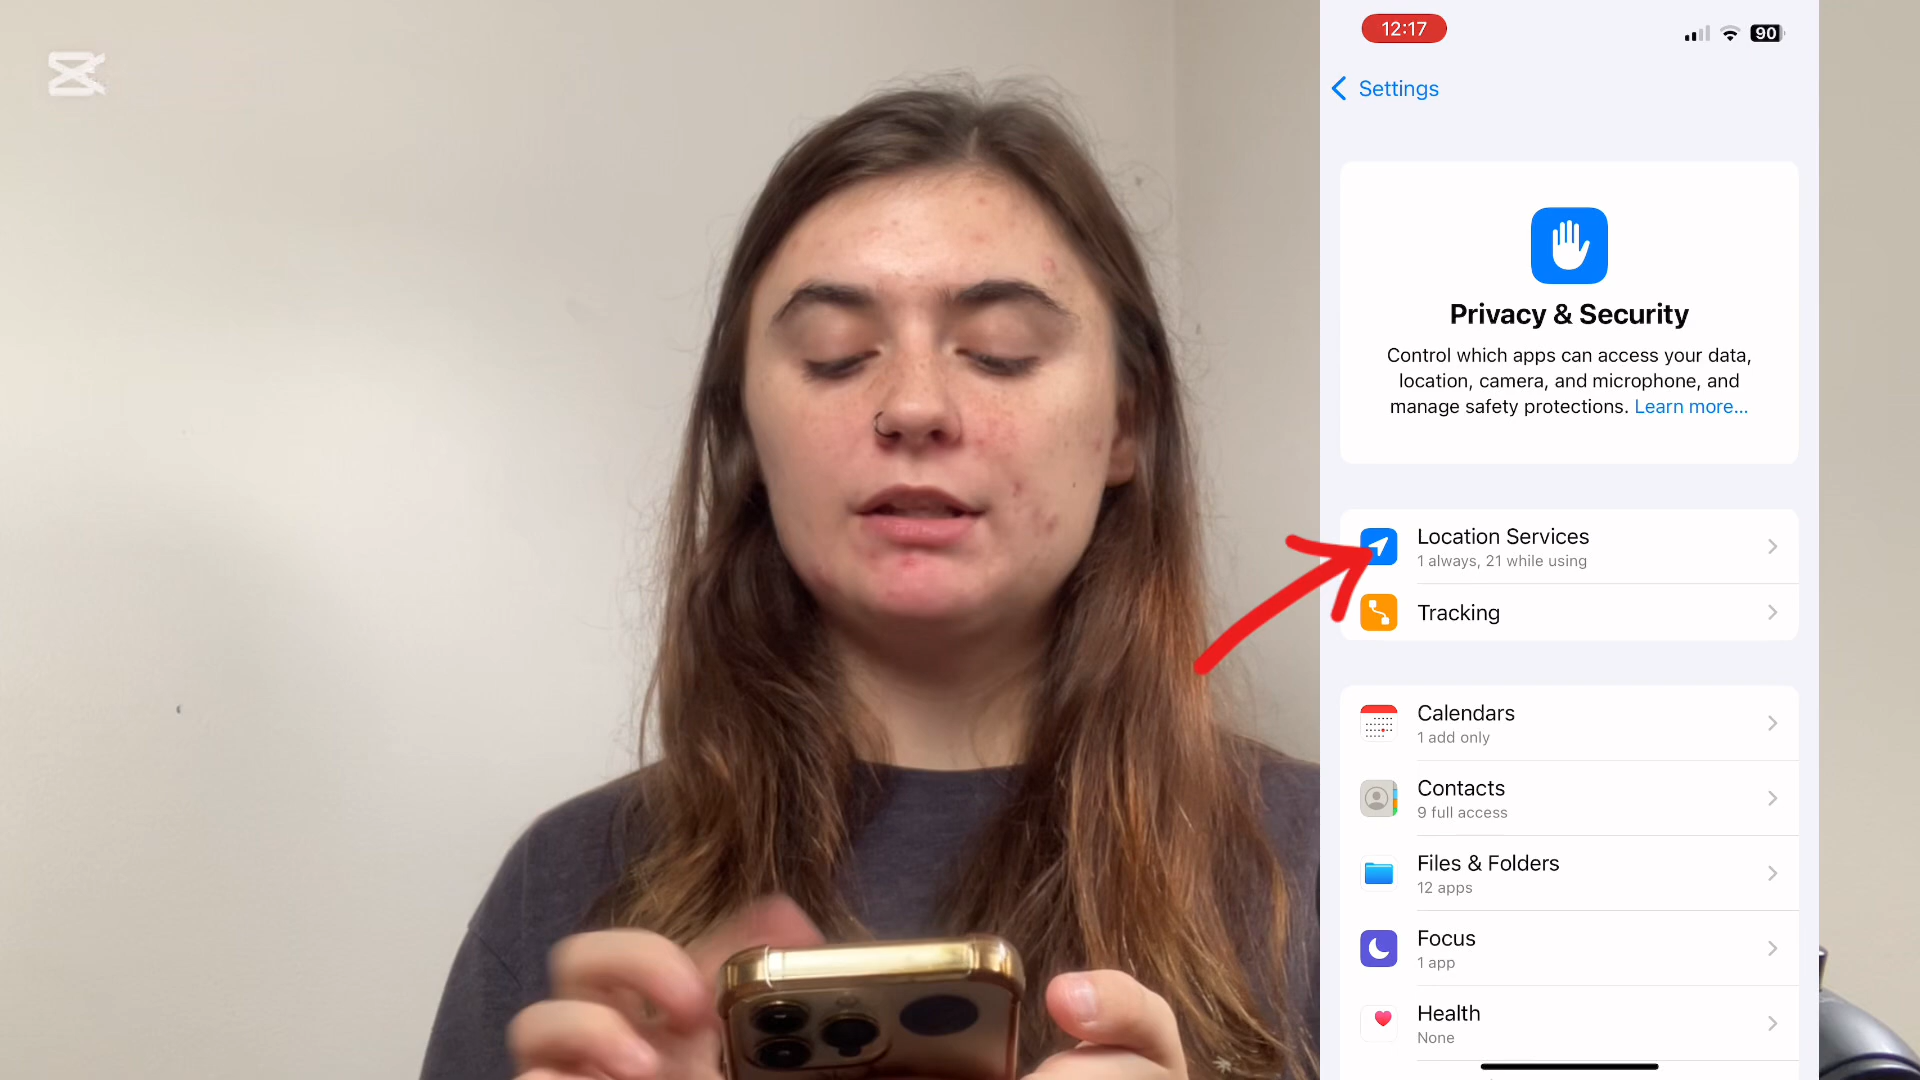 12:17
90
Settings
Privacy & Security
Control which apps can access your data,
location, camera, and microphone, and
manage safety protections. Learn more...
Location Services
1 always, 21 while using
Tracking
Calendars
1 add only
Contacts
9 full access
Files & Folders
12 apps
Focus
1 app
Health
None